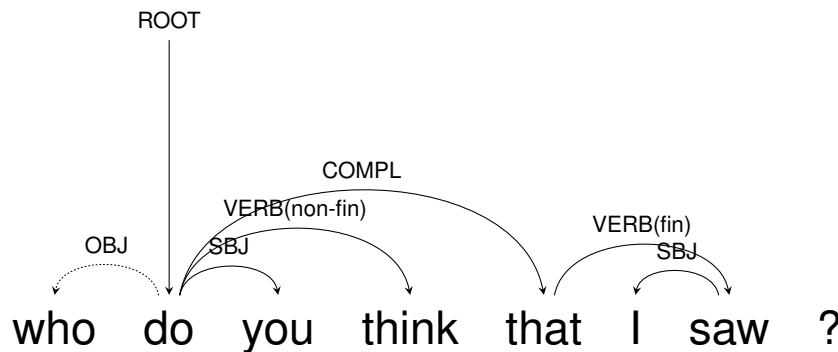 ROOT
COMPL
VERB(non-fin)
VERB(fin)
OBJ
SBJ
SBJ
who do you think that I saw ?